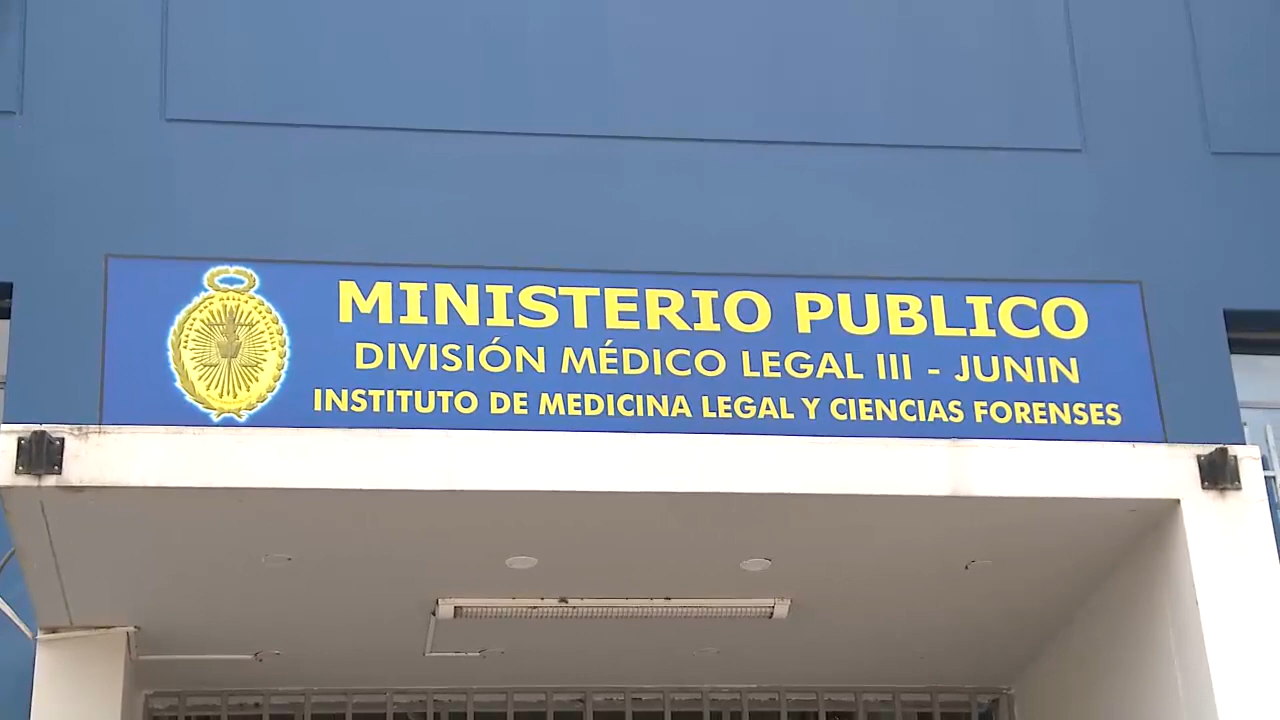 MINISTERIO PUBLICO
DIVISIÓN MÉDICO LEGAL III - JUNIN
INSTITUTO DE MEDICINA LEGAL Y CIENCIAS FORENSES